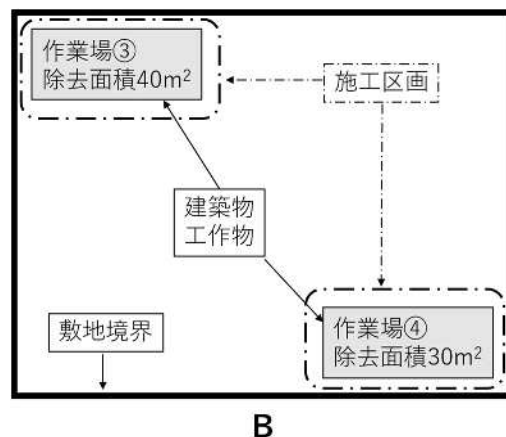 作業場③
除去面積40m²
施工区画
建築物
工作物
敷地境界
作業場④
除去面積30m²
B